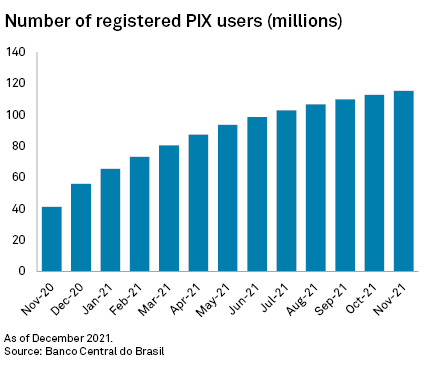 Number of registered PIX users (millions)
140
120
100
80
60
40
20
0
Nov-20
Dec-20
Jan-21
Feb-21
Mar-21
Apr-21
May-21
Jun-21
Jul-21
Aug-21
Sep-21
Oct-21
Nov-21
As of December 2021.
Source: Banco Central do Brasil